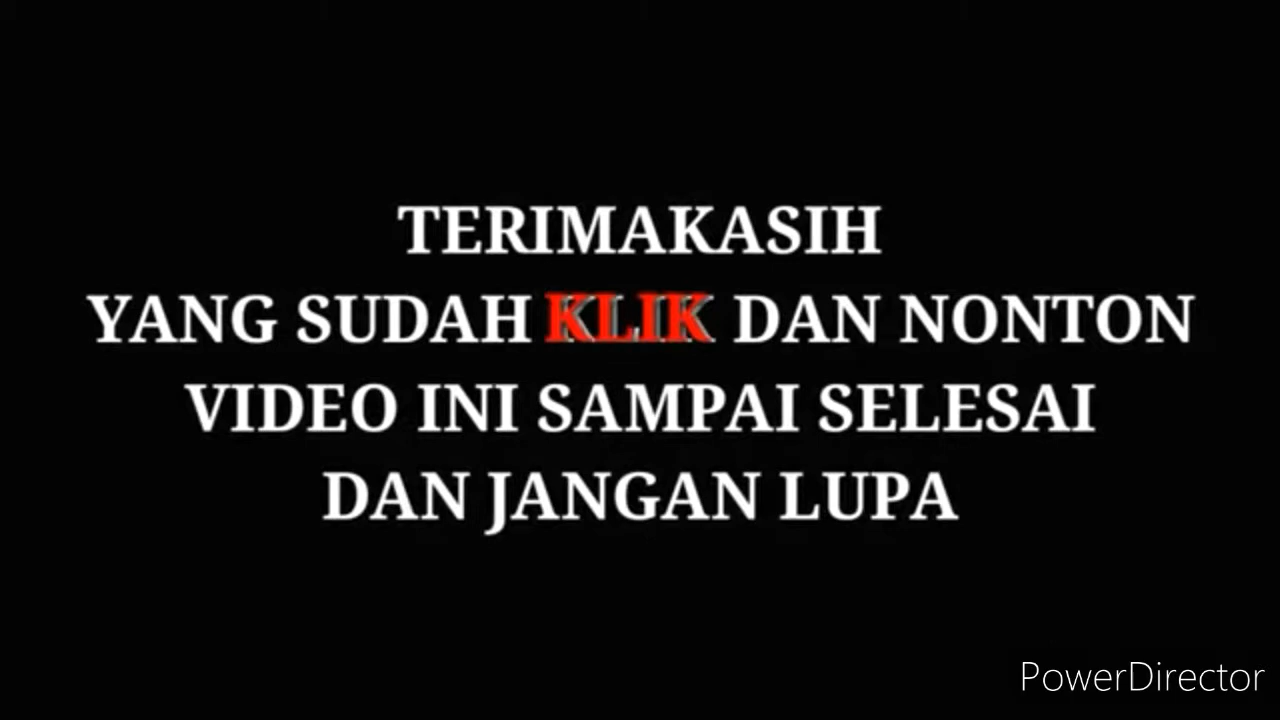 TERIMAKASIH
YANG SUDAH KLIK DAN NONTON
VIDEO INI SAMPAI SELESAI
DAN JANGAN LUPA
PowerDirector